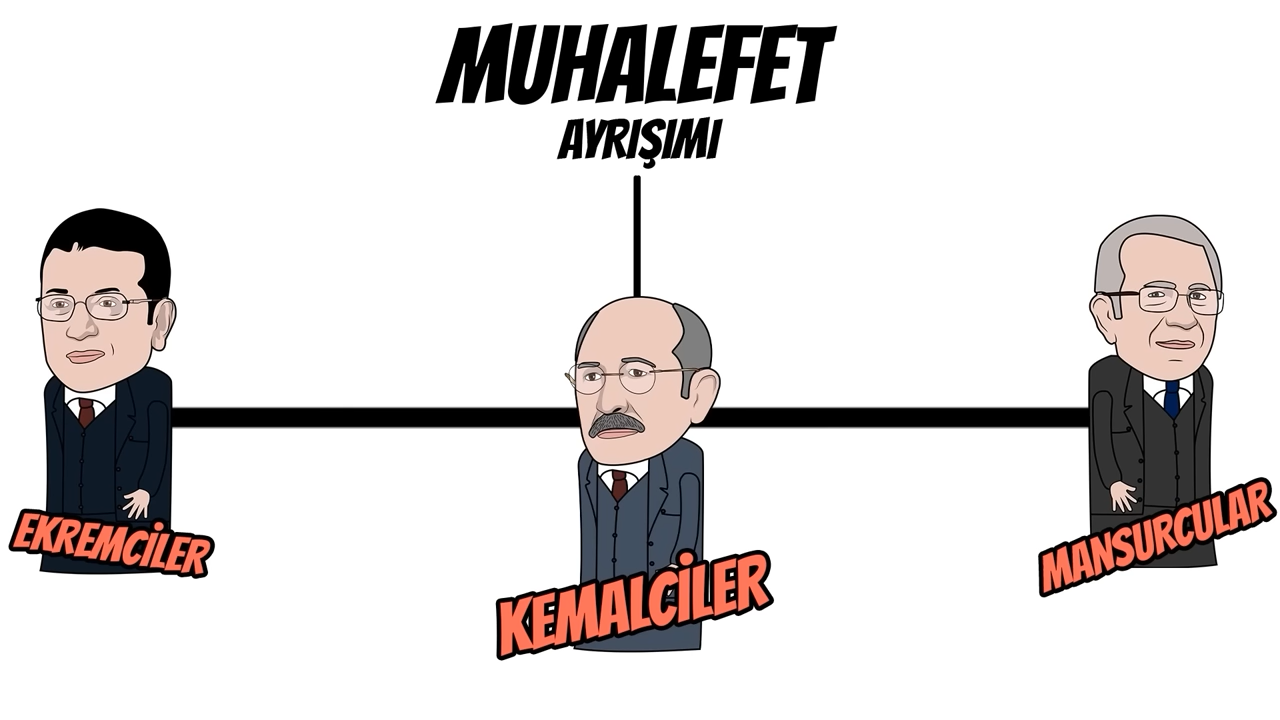 MUHALEFET
AYRIŞIMI
EKREMCİLER
KEMALCİLER
MANSURCULAR